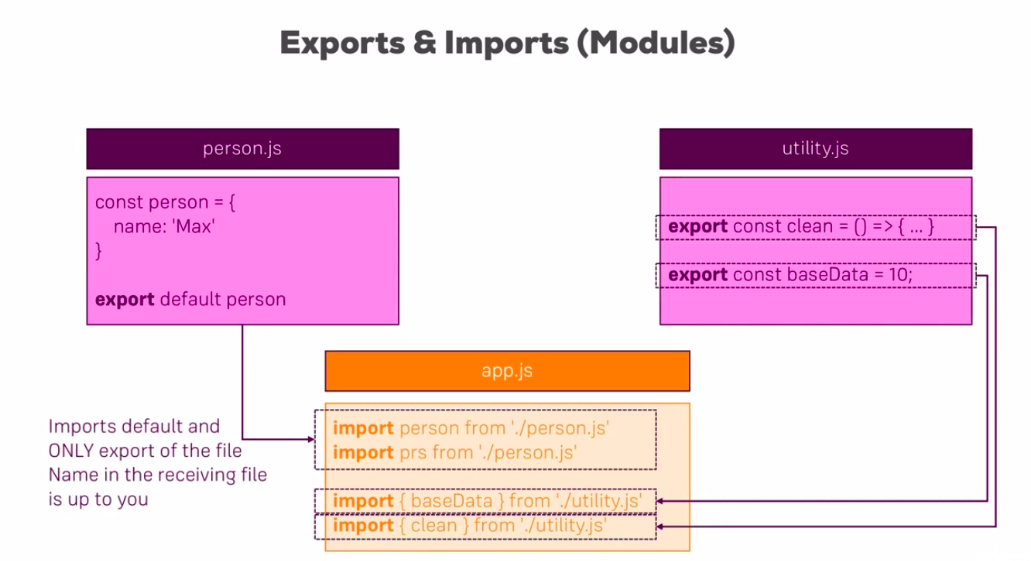 Exports & Imports (Modules)
person.js
const person = {
name: 'Max'
}
export default person
utility.js
export const clean = () => { ... }
export const baseData = 10;
app.js
import person from './person.js'
import prs from './person.js'
import { baseData } from './utility.js'
import { clean } from './utility.js'
Imports default and
ONLY export of the file
Name in the receiving file
is up to you